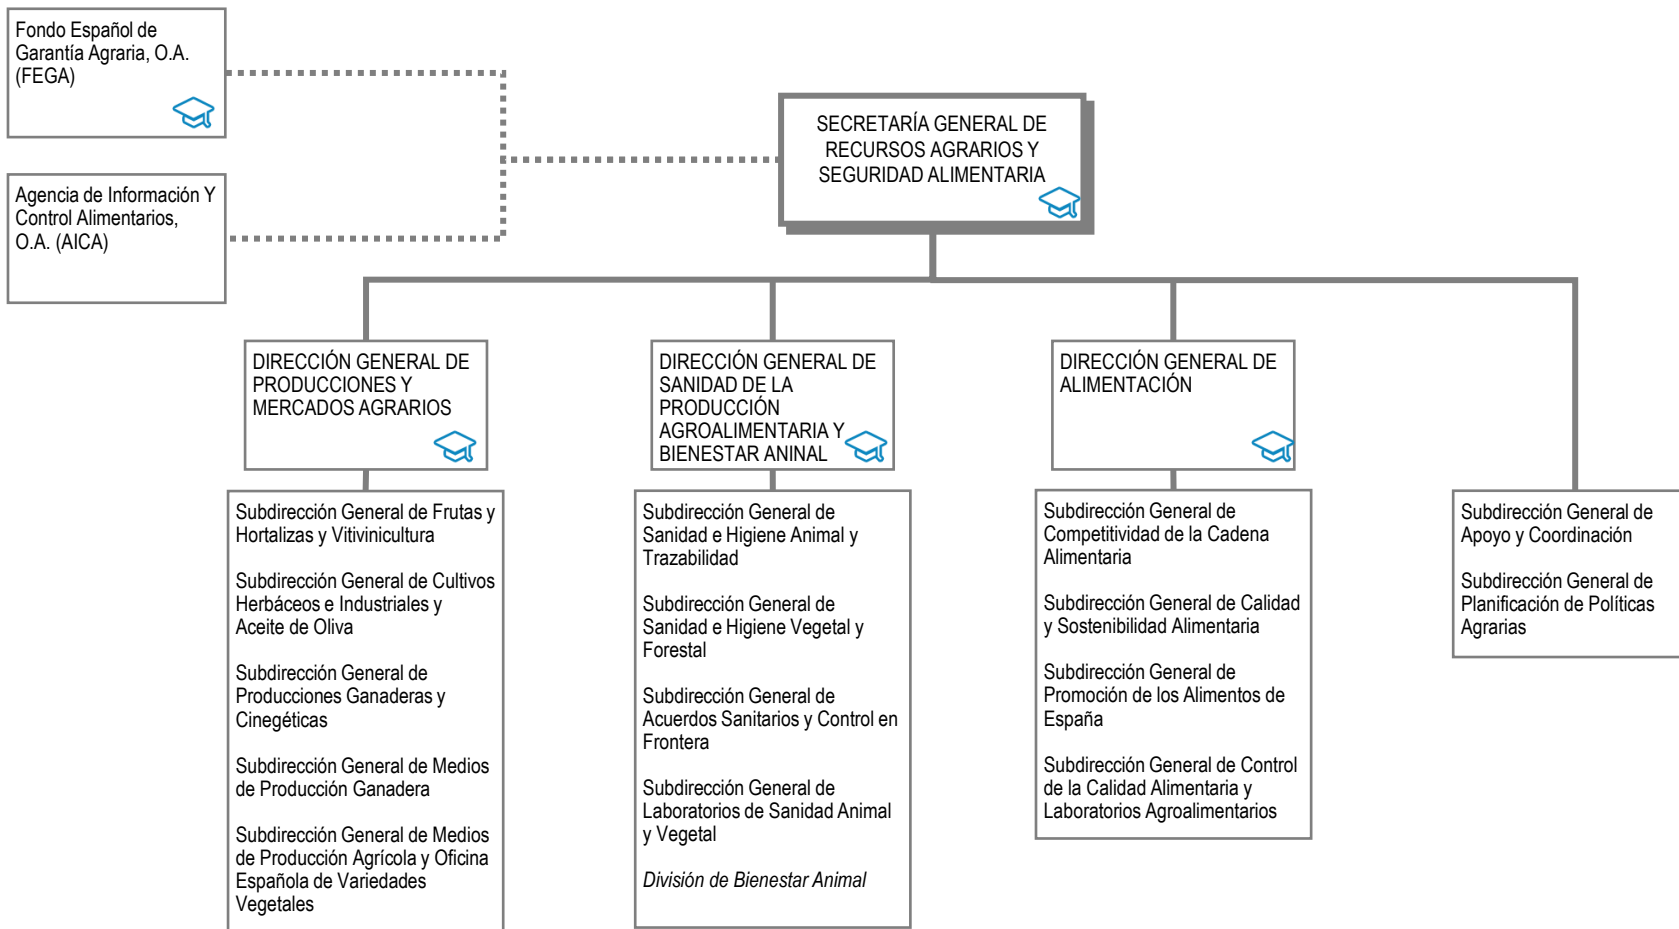 Fondo Español de
Garantía Agraria, O.A.
(FEGA)
Agencia de Información Y
Control Alimentarios,
O.A. (AICA)
SECRETARÍA GENERAL DE
RECURSOS AGRARIOS Y
SEGURIDAD ALIMENTARIA
DIRECCIÓN GENERAL DE
PRODUCCIONES Y
MERCADOS AGRARIOS
Subdirección General de Frutas y
Hortalizas y Vitivinicultura
Subdirección General de Cultivos
Herbáceos e Industriales y
Aceite de Oliva
Subdirección General de
Producciones Ganaderas y
Cinegéticas
Subdirección General de Medios
de Producción Ganadera
Subdirección General de Medios
de Producción Agrícola y Oficina
Española de Variedades
Vegetales
DIRECCIÓN GENERAL DE
SANIDAD DE LA
PRODUCCIÓN
AGROALIMENTARIA Y
BIENESTAR ANINAL
Subdirección General de
Sanidad e Higiene Animal y
Trazabilidad
Subdirección General de
Sanidad e Higiene Vegetal y
Forestal
Subdirección General de
Acuerdos Sanitarios y Control en
Frontera
Subdirección General de
Laboratorios de Sanidad Animal
y Vegetal
División de Bienestar Animal
DIRECCIÓN GENERAL DE
ALIMENTACIÓN
Subdirección General de
Competitividad de la Cadena
Alimentaria
Subdirección General de Calidad
y Sostenibilidad Alimentaria
Subdirección General de
Promoción de los Alimentos de
España
Subdirección General de Control
de la Calidad Alimentaria y
Laboratorios Agroalimentarios
Subdirección General de
Apoyo y Coordinación
Subdirección General de
Planificación de Políticas
Agrarias